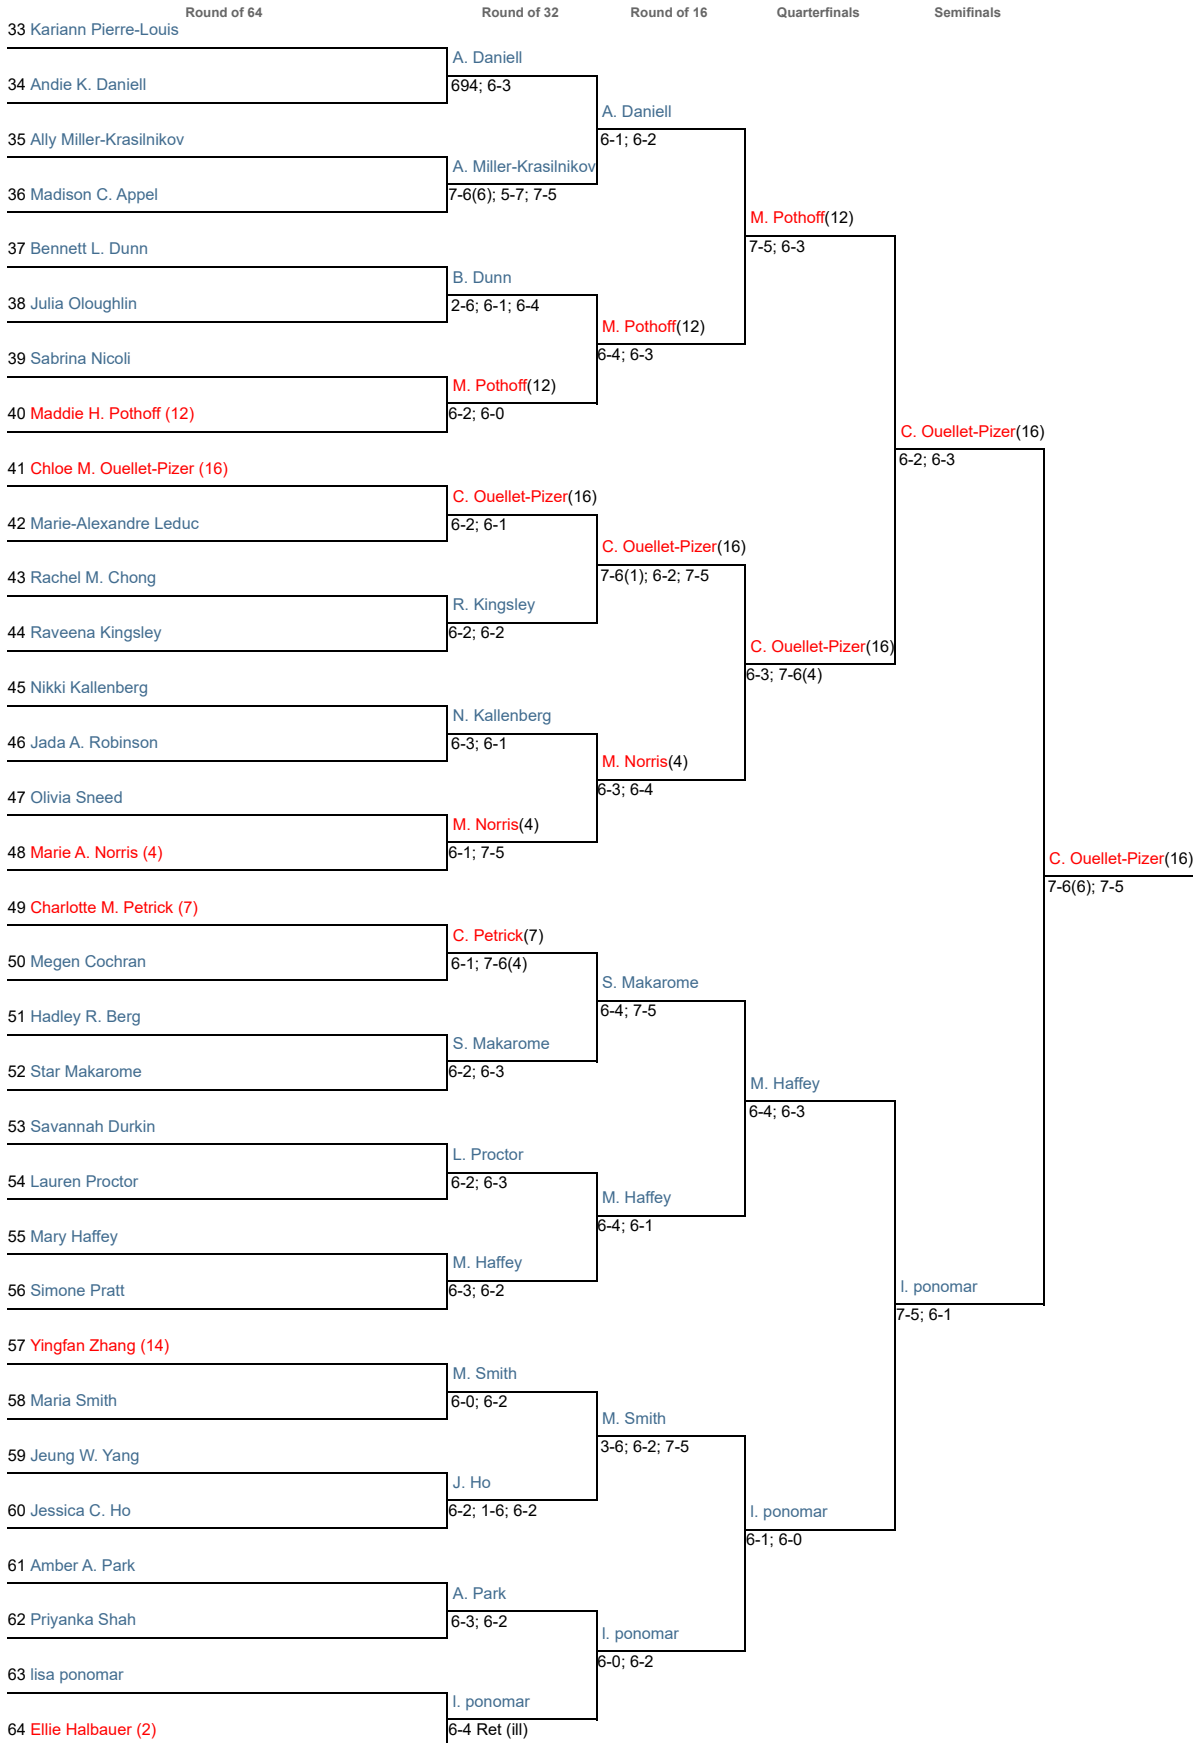 Round of 64 Round of 32 Round of 16 Quarterfinals Semifinals
33 Kariann Pierre-Louis
A. Daniell
34 Andie K. Daniell
694; 6-3
A. Daniell
35 Ally Miller-Krasilnikov
6-1; 6-2
A. Miller-Krasilnikov
36 Madison C. Appel
7-6(6); 5-7; 7-5
M. Pothoff(12)
37 Bennett L. Dunn
7-5; 6-3
B. Dunn
38 Julia Oloughlin
2-6; 6-1; 6-4
M. Pothoff(12)
39 Sabrina Nicoli
6-4; 6-3
M. Pothoff(12)
40 Maddie H. Pothoff (12)
6-2; 6-0
C. Ouellet-Pizer(16)
41 Chloe M. Ouellet-Pizer (16)
6-2; 6-3
C. Ouellet-Pizer(16)
42 Marie-Alexandre Leduc
6-2; 6-1
C. Ouellet-Pizer(16)
43 Rachel M. Chong
7-6(1); 6-2; 7-5
R. Kingsley
44 Raveena Kingsley
6-2; 6-2
C. Ouellet-Pizer(16)
45 Nikki Kallenberg
6-3; 7-6(4)
N. Kallenberg
46 Jada A. Robinson
6-3; 6-1
M. Norris(4)
47 Olivia Sneed
6-3; 6-4
M. Norris(4)
48 Marie A. Norris (4)
6-1; 7-5
C. Ouellet-Pizer(16)
7-6(6); 7-5
49 Charlotte M. Petrick (7)
C. Petrick(7)
50 Megen Cochran
6-1; 7-6(4)
S. Makarome
51 Hadley R. Berg
6-4; 7-5
S. Makarome
52 Star Makarome
6-2; 6-3
M. Haffey
53 Savannah Durkin
6-4; 6-3
L. Proctor
54 Lauren Proctor
6-2; 6-3
M. Haffey
55 Mary Haffey
6-4; 6-1
M. Haffey
56 Simone Pratt
6-3; 6-2
l. ponomar
7-5; 6-1
57 Yingfan Zhang (14)
M. Smith
58 Maria Smith
6-0; 6-2
M. Smith
59 Jeung W. Yang
3-6; 6-2; 7-5
J. Ho
60 Jessica C. Ho
6-2; 1-6; 6-2
l. ponomar
61 Amber A. Park
6-1; 6-0
A. Park
62 Priyanka Shah
6-3; 6-2
l. ponomar
63 lisa ponomar
6-0; 6-2
l. ponomar
64 Ellie Halbauer (2)
6-4 Ret (ill)